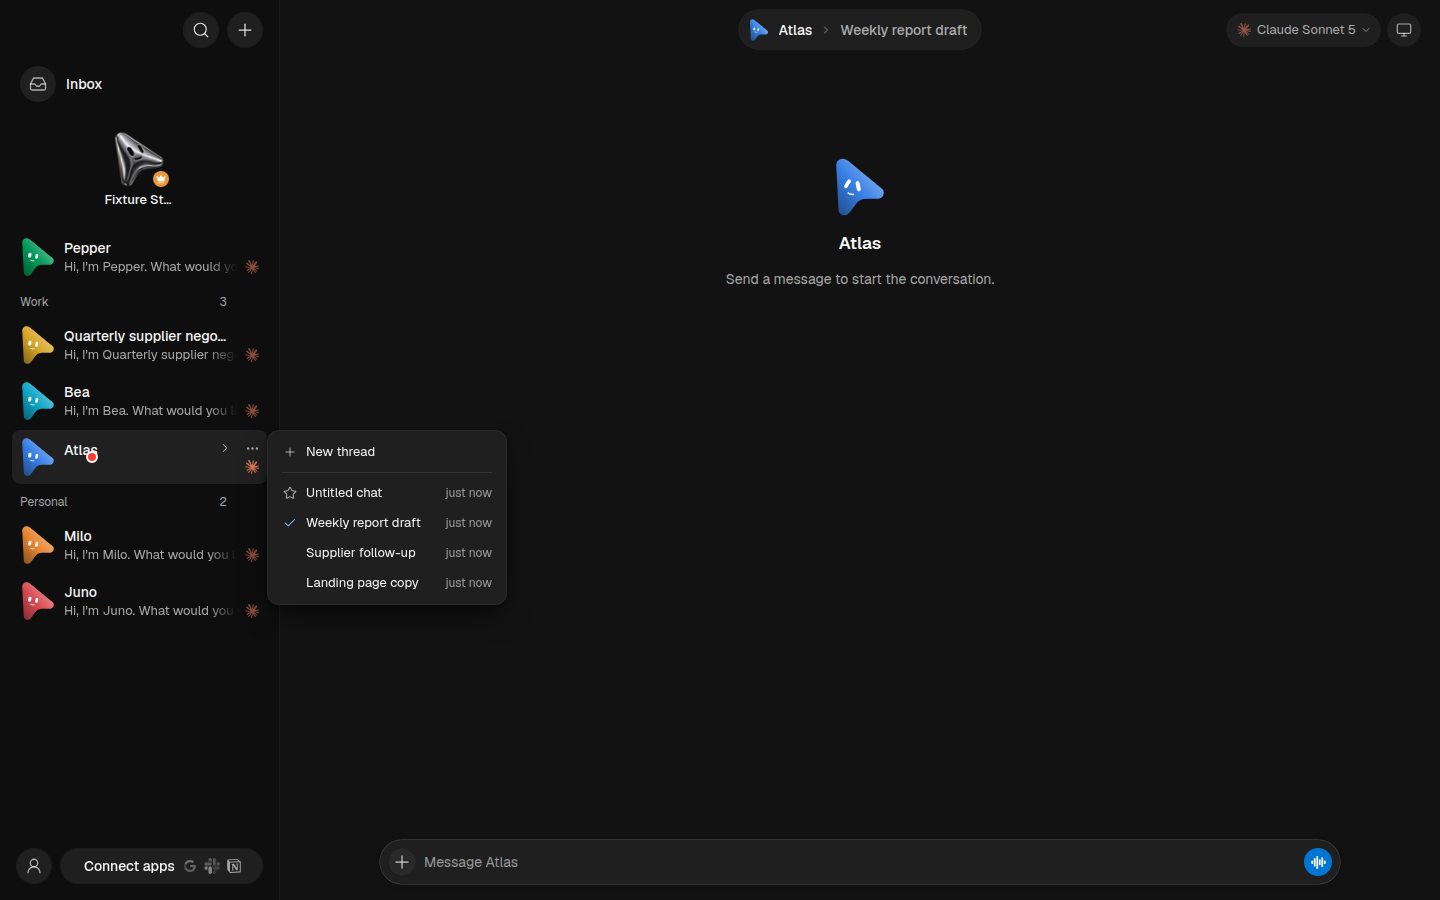 Inbox
Fixture St...
Pepper
Hi, I'm Pepper. What would yo
Work 3
Quarterly supplier nego...
Hi, I'm Quarterly supplier neg
Bea
Hi, I'm Bea. What would you l
Atlas
Personal 2
Milo
Hi, I'm Milo. What would you l
Juno
Hi, I'm Juno. What would you
Connect apps
New thread
Untitled chat just now
Weekly report draft just now
Supplier follow-up just now
Landing page copy just now
Atlas > Weekly report draft
Claude Sonnet 5
Atlas
Send a message to start the conversation.
Message Atlas